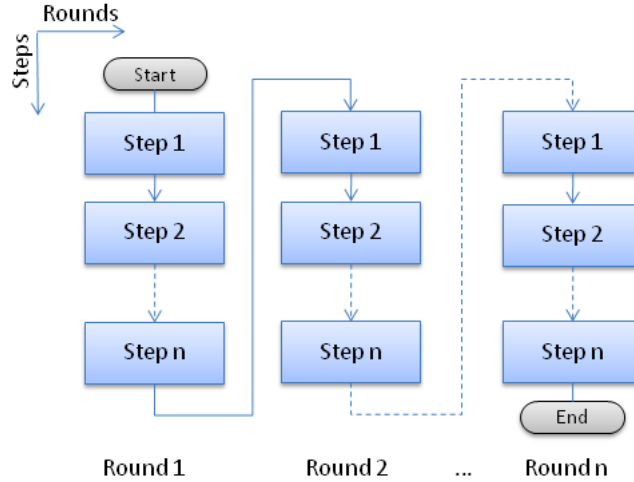 Rounds
Steps
Start
Step 1
Step 2
Step n
Step 1
Step 2
Step n
Step 1
Step 2
Step n
End
Round 1
Round 2
...
Round n